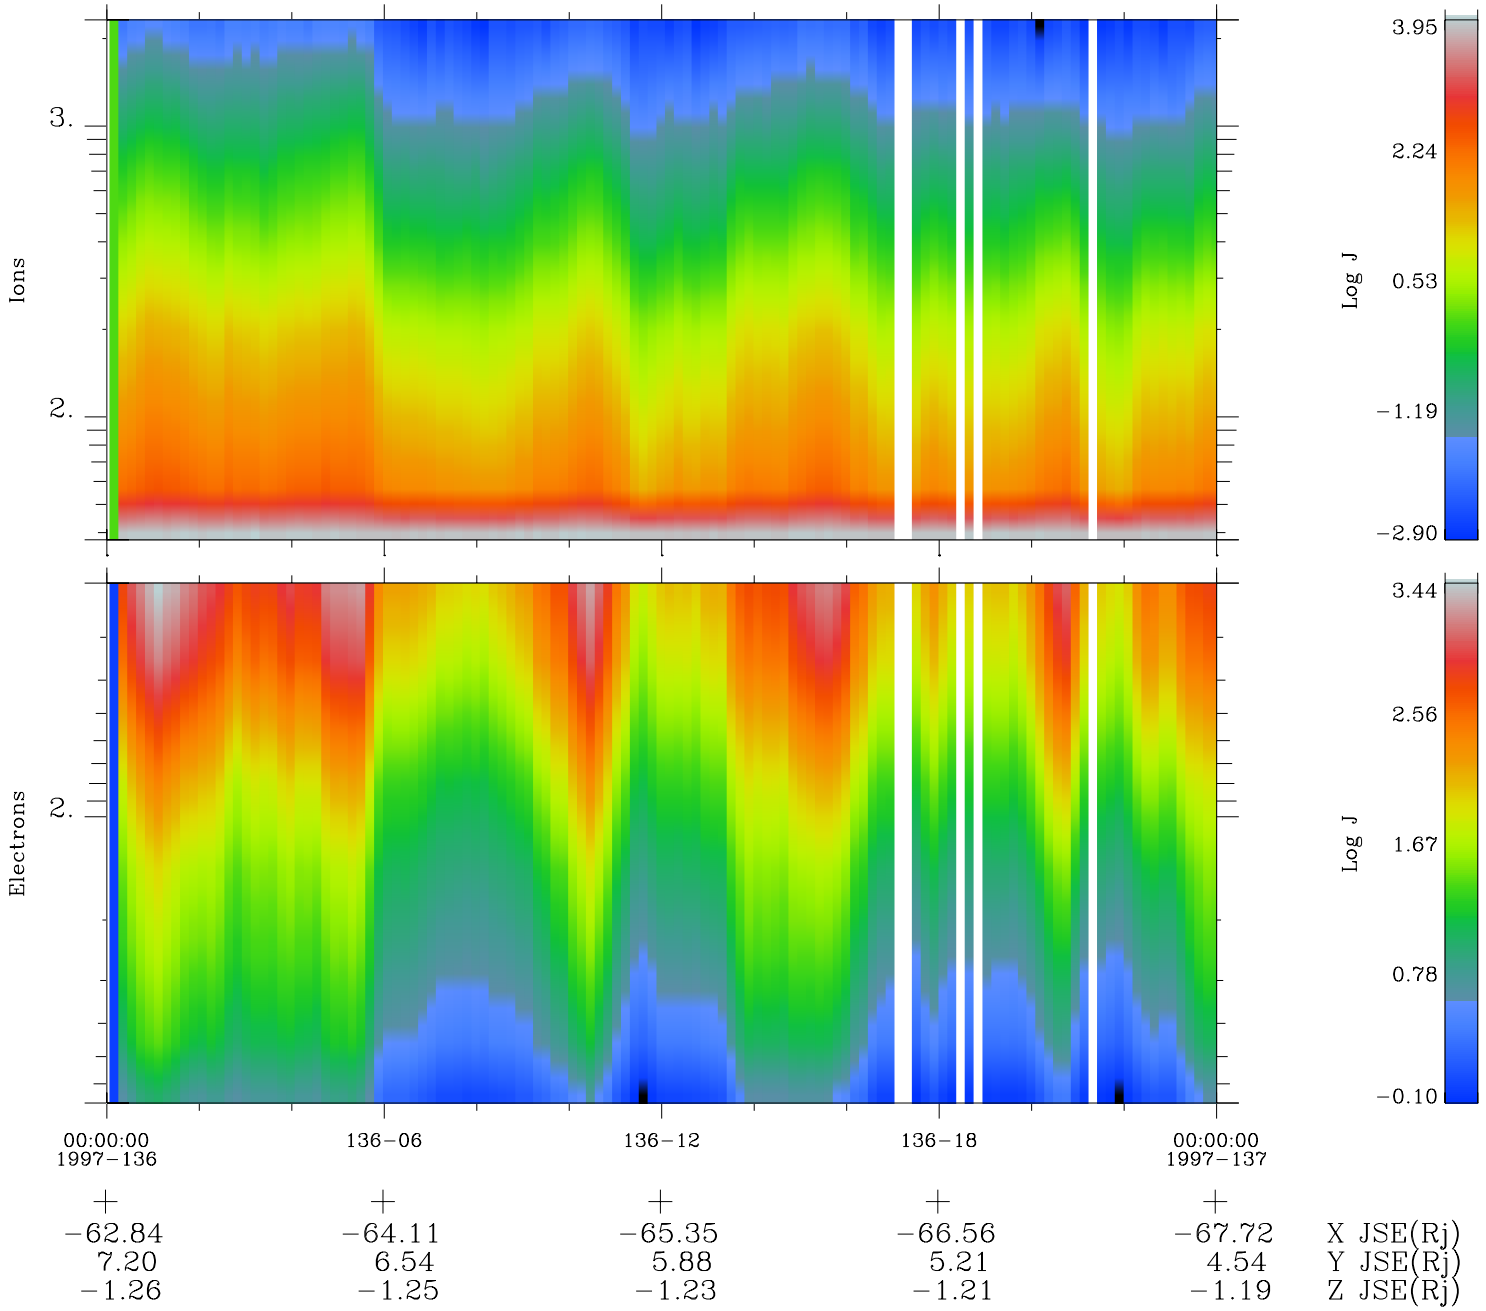 3.95
3.
2.24
Ions
Log J
0.53
2.
−1.19
−2.90
3.44
2.56
2.
Electrons
Log J
1.67
0.78
−0.10
00:00:00 136−06 136−12 136−18 00:00:00
1997−136 1997−137
−62.84 −64.11 −65.35 −66.56 −67.72 X JSE(Rj)
7.20 6.54 5.88 5.21 4.54 Y JSE(Rj)
−1.26 −1.25 −1.23 −1.21 −1.19 Z JSE(Rj)